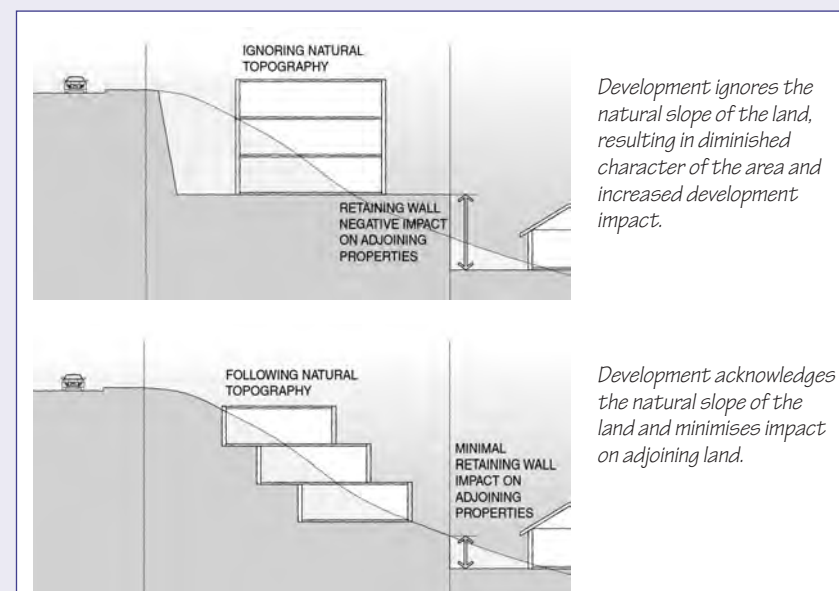 IGNORING NATURAL
TOPOGRAPHY
RETAINING WALL
NEGATIVE IMPACT
ON ADJOINING
PROPERTIES
Development ignores the
natural slope of the land,
resulting in diminished
character of the area and
increased development
impact.
FOLLOWING NATURAL
TOPOGRAPHY
MINIMAL
RETAINING WALL
IMPACT ON
ADJOINING
PROPERTIES
Development acknowledges
the natural slope of the
land and minimises impact
on adjoining land.